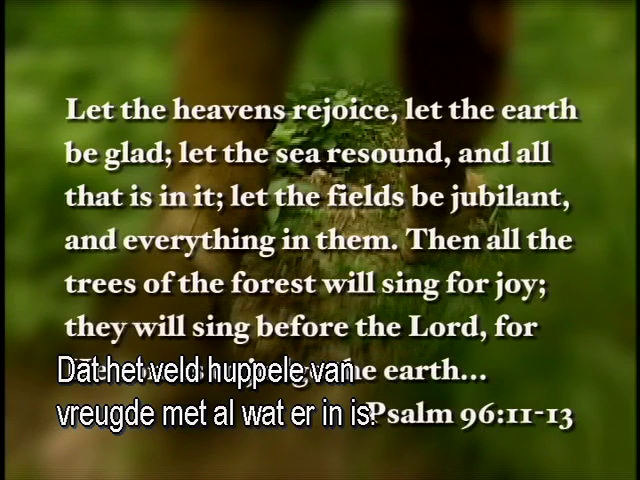 Let the heavens rejoice, let the earth
be glad; let the sea resound, and all
that is in it; let the fields be jubilant,
and everything in them. Then all the
trees of the forest will sing for joy;
they will sing before the Lord, for
the earth...
Psalm 96:11-13
Dat het veld huppele van
vreugde met al wat er in is!